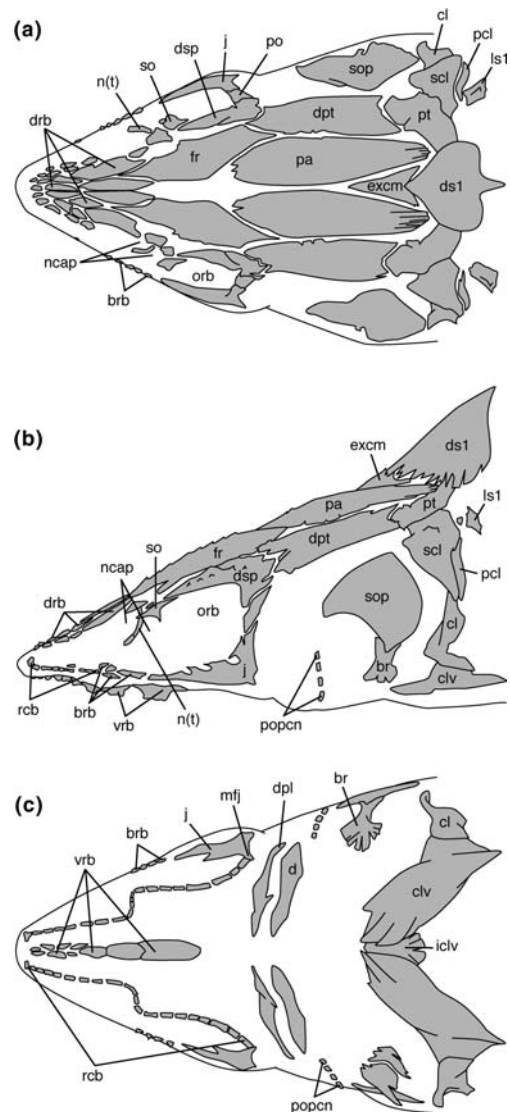 (a)
cl
j
pcl
dsp
po
so
sop
scl
ls1
n(t)
drb
dpt
pt
fr
pa
excm
ds1
ncap
orb
brb
(b)
excm
ds1
ls1
pa
pt
so
fr
dpt
scl
ncap
dsp
pcl
drb
sop
orb
cl
j
br
clv
rcb
brb
vrb
n(t)
popcn
(c)
br
dpl
mfj
j
brb
cl
vrb
d
clv
iclv
rcb
popcn